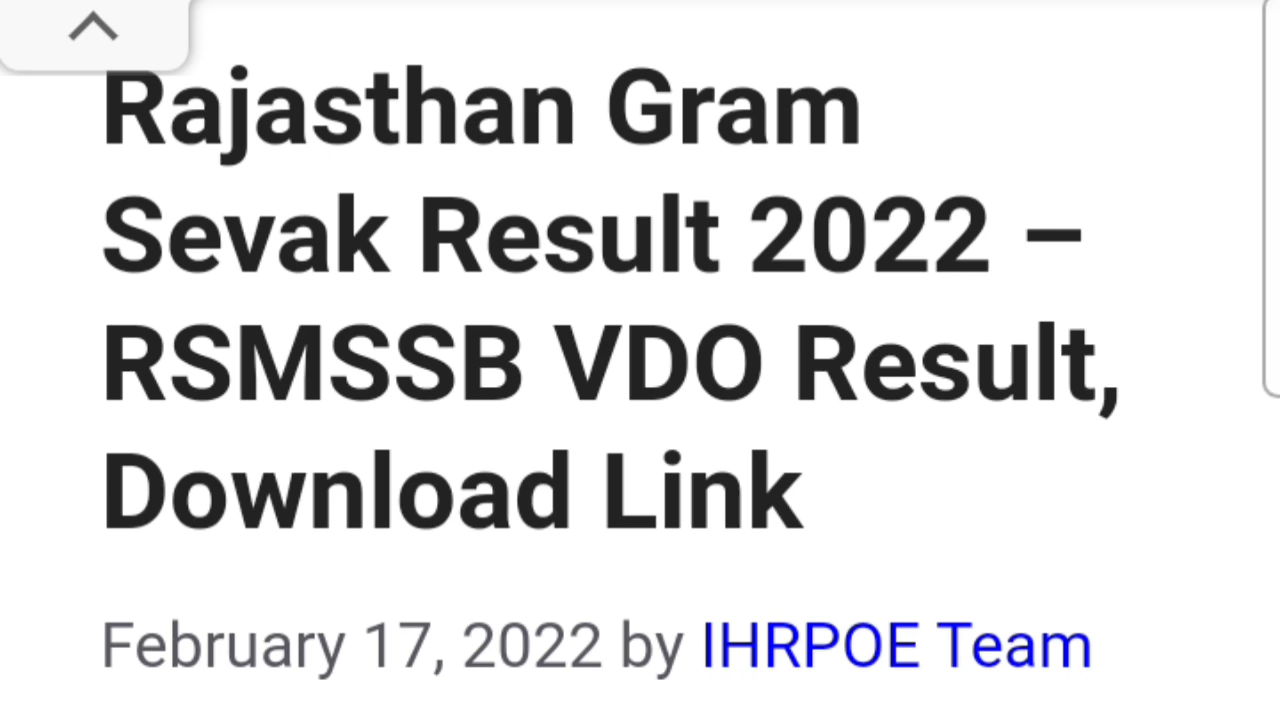 Rajasthan Gram
Sevak Result 2022 –
RSMSSB VDO Result,
Download Link
February 17, 2022 by IHRPOE Team